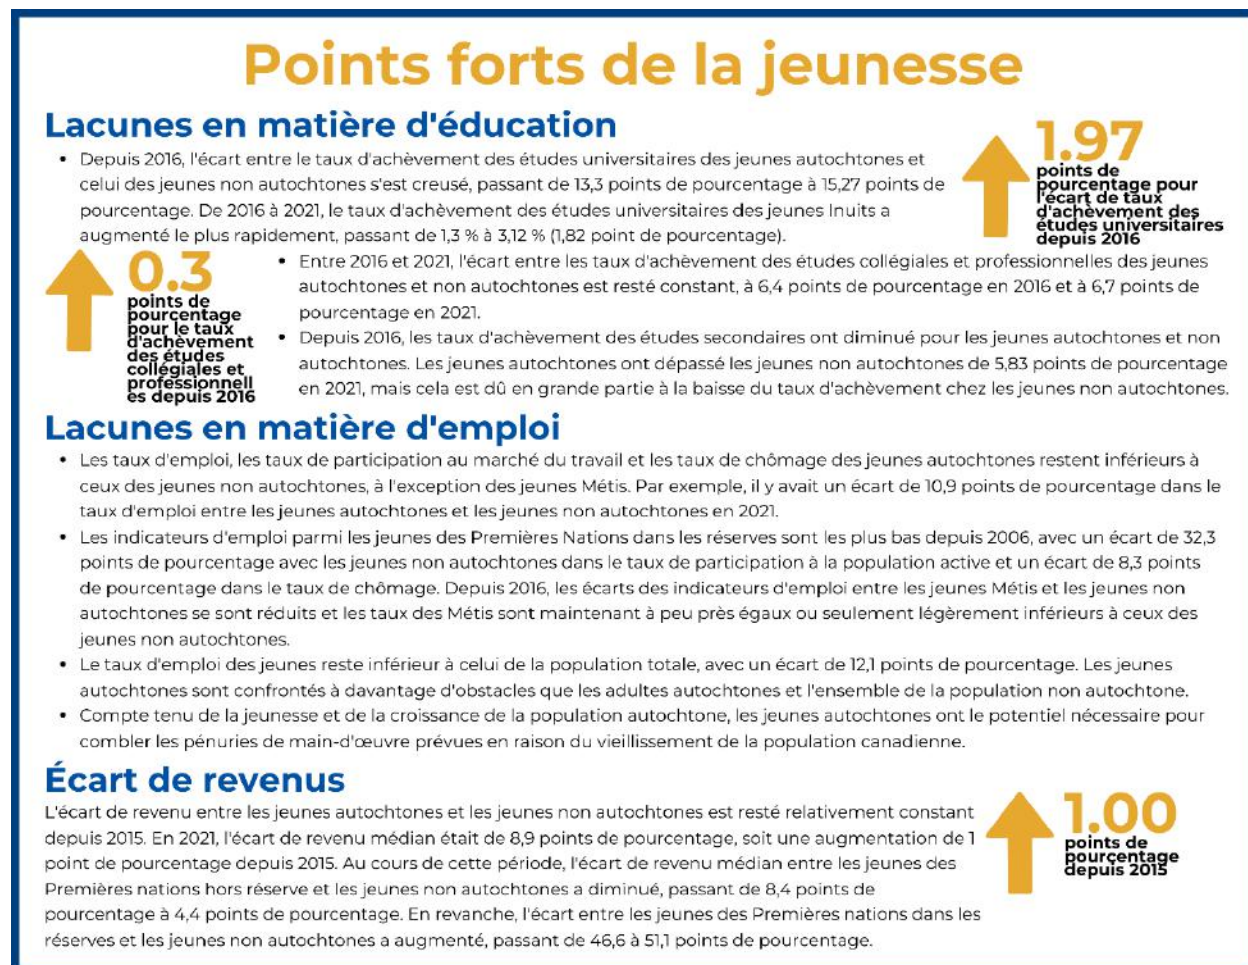 Points forts de la jeunesse
Lacunes en matière d'éducation
• Depuis 2016, l'écart entre le taux d'achèvement des études universitaires des jeunes autochtones et
celui des jeunes non autochtones s'est creusé, passant de 13,3 points de pourcentage à 15,27 points de
pourcentage. De 2016 à 2021, le taux d'achèvement des études universitaires des jeunes Inuits a
augmenté le plus rapidement, passant de 1,3 % à 3,12 % (1,82 point de pourcentage).
1.97
points de
pourcentage pour
l'écart de taux
d'achèvement des
études universitaires
depuis 2016
0.3
points de
pourcentage
pour le taux
d'achèvement
des études
collégiales et
professionnell
es depuis 2016
• Entre 2016 et 2021, l'écart entre les taux d'achèvement des études collégiales et professionnelles des jeunes
autochtones et non autochtones est resté constant, à 6,4 points de pourcentage en 2016 et à 6,7 points de
pourcentage en 2021.
• Depuis 2016, les taux d'achèvement des études secondaires ont diminué pour les jeunes autochtones et non
autochtones. Les jeunes autochtones ont dépassé les jeunes non autochtones de 5,83 points de pourcentage
en 2021, mais cela est dû en grande partie à la baisse du taux d'achèvement chez les jeunes non autochtones.
Lacunes en matière d'emploi
• Les taux d'emploi, les taux de participation au marché du travail et les taux de chômage des jeunes autochtones restent inférieurs à
ceux des jeunes non autochtones, à l'exception des jeunes Métis. Par exemple, il y avait un écart de 10,9 points de pourcentage dans le
taux d'emploi entre les jeunes autochtones et les jeunes non autochtones en 2021.
• Les indicateurs d'emploi parmi les jeunes des Premières Nations dans les réserves sont les plus bas depuis 2006, avec un écart de 32,3
points de pourcentage avec les jeunes non autochtones dans le taux de participation à la population active et un écart de 8,3 points
de pourcentage dans le taux de chômage. Depuis 2016, les écarts des indicateurs d'emploi entre les jeunes Métis et les jeunes non
autochtones se sont réduits et les taux des Métis sont maintenant à peu près égaux ou seulement légèrement inférieurs à ceux des
jeunes non autochtones.
• Le taux d'emploi des jeunes reste inférieur à celui de la population totale, avec un écart de 12,1 points de pourcentage. Les jeunes
autochtones sont confrontés à davantage d'obstacles que les adultes autochtones et l'ensemble de la population non autochtone.
• Compte tenu de la jeunesse et de la croissance de la population autochtone, les jeunes autochtones ont le potentiel nécessaire pour
combler les pénuries de main-d'œuvre prévues en raison du vieillissement de la population canadienne.
Écart de revenus
L'écart de revenu entre les jeunes autochtones et les jeunes non autochtones est resté relativement constant
depuis 2015. En 2021, l'écart de revenu médian était de 8,9 points de pourcentage, soit une augmentation de 1
point de pourcentage depuis 2015. Au cours de cette période, l'écart de revenu médian entre les jeunes des
Premières nations hors réserve et les jeunes non autochtones a diminué, passant de 8,4 points de
pourcentage à 4,4 points de pourcentage. En revanche, l'écart entre les jeunes des Premières nations dans les
réserves et les jeunes non autochtones a augmenté, passant de 46,6 à 51,1 points de pourcentage.
1.00
points de
pourcentage
depuis 2015